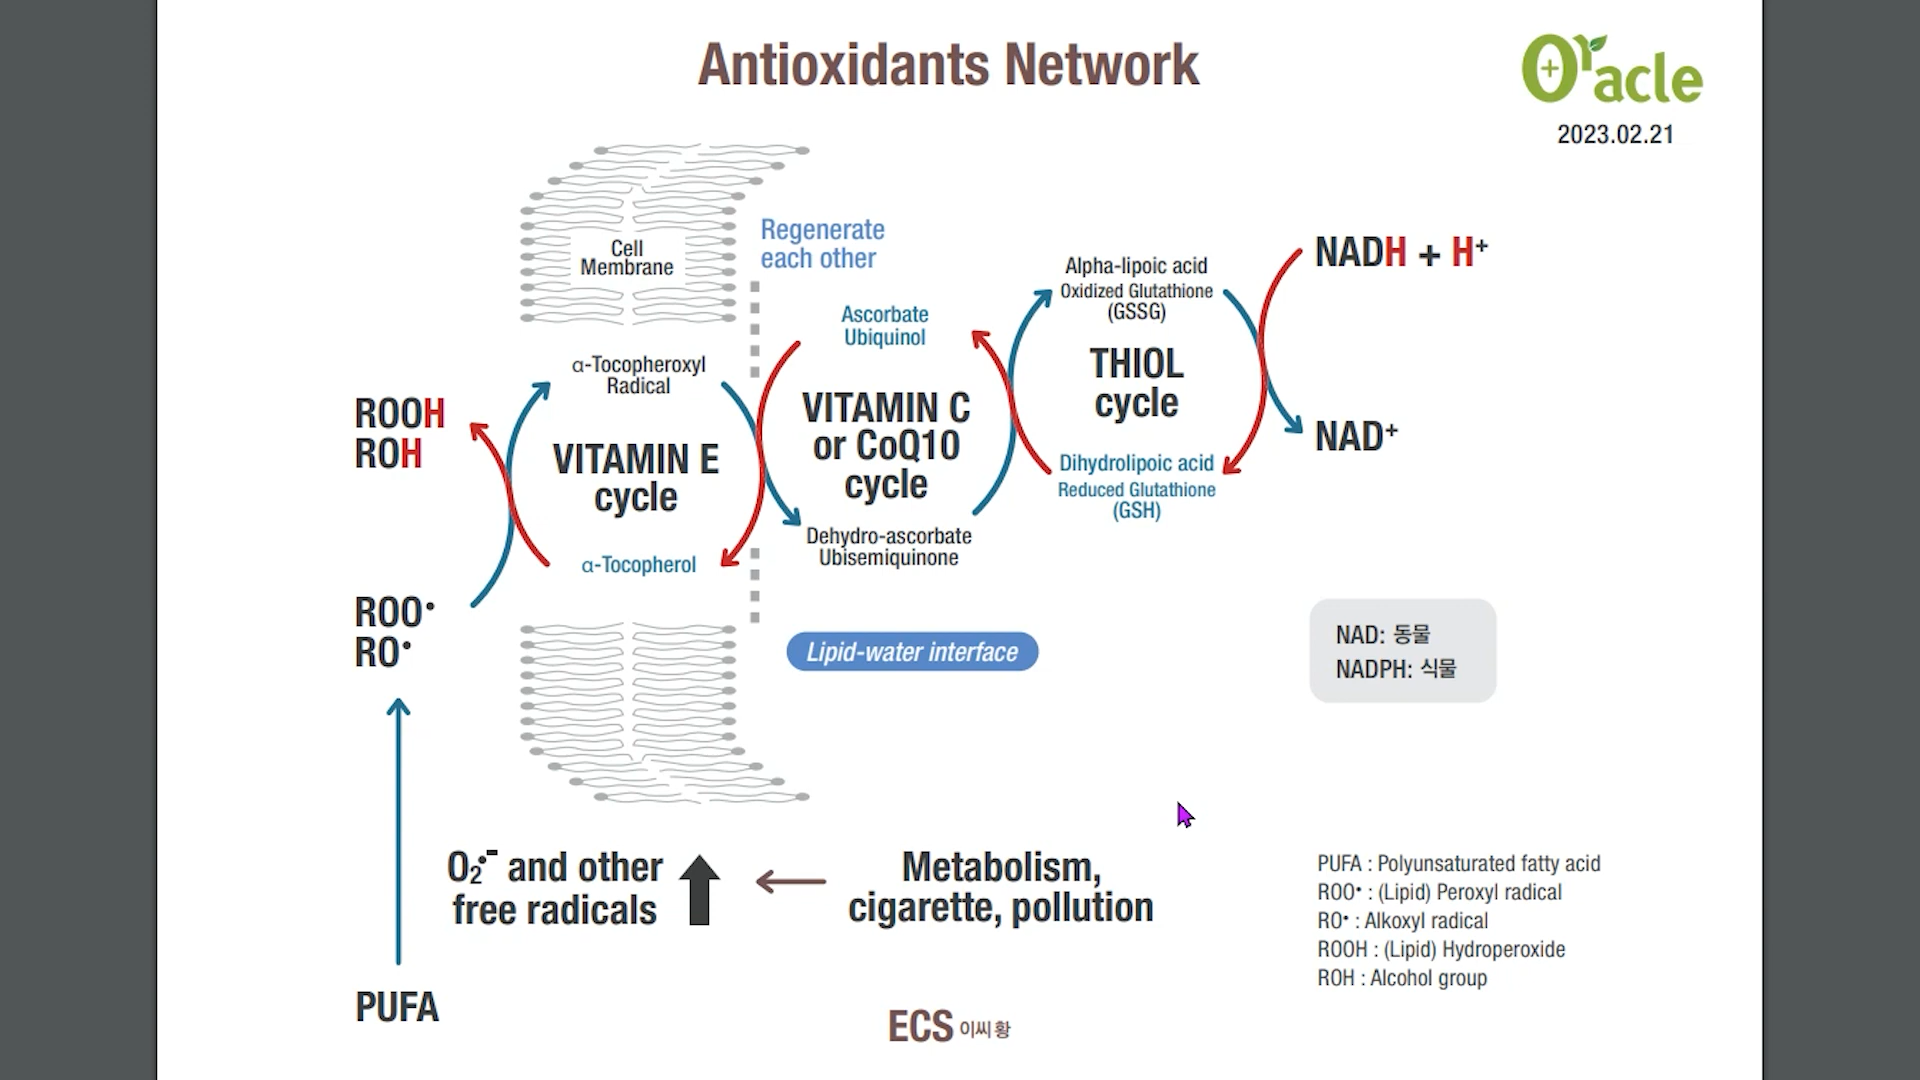 Antioxidants Network
Oracle
2023.02.21
Cell
Membrane
Regenerate
each other
Alpha-lipoic acid
Oxidized Glutathione
(GSSG)
NADH + H⁺
Ascorbate
Ubiquinol
α-Tocopheroxyl
Radical
THIOL
cycle
ROOH
ROH
VITAMIN E
cycle
VITAMIN C
or CoQ10
cycle
NAD⁺
Dihydrolipoic acid
Reduced Glutathione
(GSH)
Dehydro-ascorbate
Ubisemiquinone
α-Tocopherol
ROO•
RO•
Lipid-water interface
NAD: 동물
NADPH: 식물
O₂•⁻ and other
free radicals
Metabolism,
cigarette, pollution
PUFA
PUFA : Polyunsaturated fatty acid
ROO• : (Lipid) Peroxyl radical
RO• : Alkoxyl radical
ROOH : (Lipid) Hydroperoxide
ROH : Alcohol group
ECS 이씨황